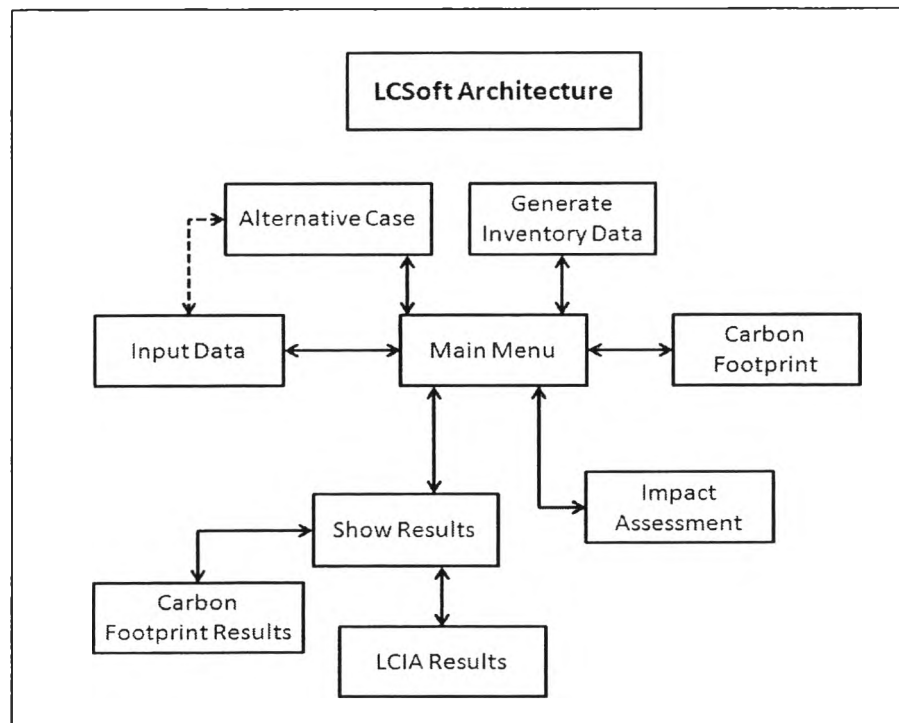 LCSoft Architecture
Alternative Case
Generate
Inventory Data
Input Data
Main Menu
Carbon
Footprint
Show Results
Impact
Assessment
Carbon
Footprint Results
LCIA Results